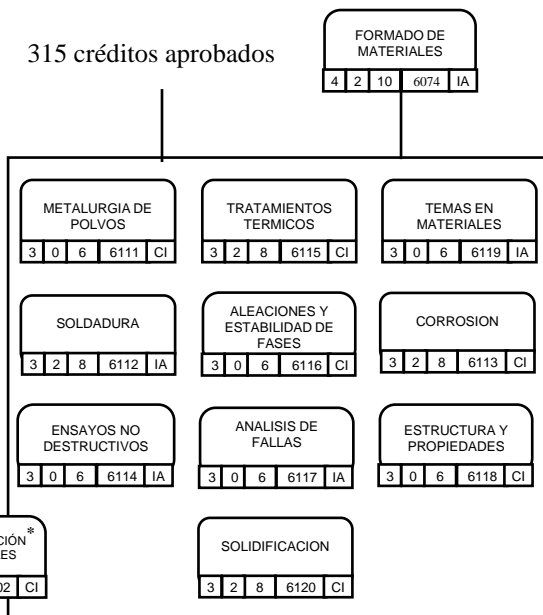 315 créditos aprobados
FORMADO DE
MATERIALES
4 2 10 6074 IA
METALURGIA DE
POLVOS
3 0 6 6111 CI
TRATAMIENTOS
TERMICOS
3 2 8 6115 CI
TEMAS EN
MATERIALES
3 0 6 6119 IA
SOLDADURA
3 2 8 6112 IA
ALEACIONES Y
ESTABILIDAD DE
FASES
3 0 6 6116 CI
CORROSION
3 2 8 6113 CI
ENSAYOS NO
DESTRUCTIVOS
3 0 6 6114 IA
ANALISIS DE
FALLAS
3 0 6 6117 IA
ESTRUCTURA Y
PROPIEDADES
3 0 6 6118 CI
CIÓN*
LES
02 CI
SOLIDIFICACION
3 2 8 6120 CI